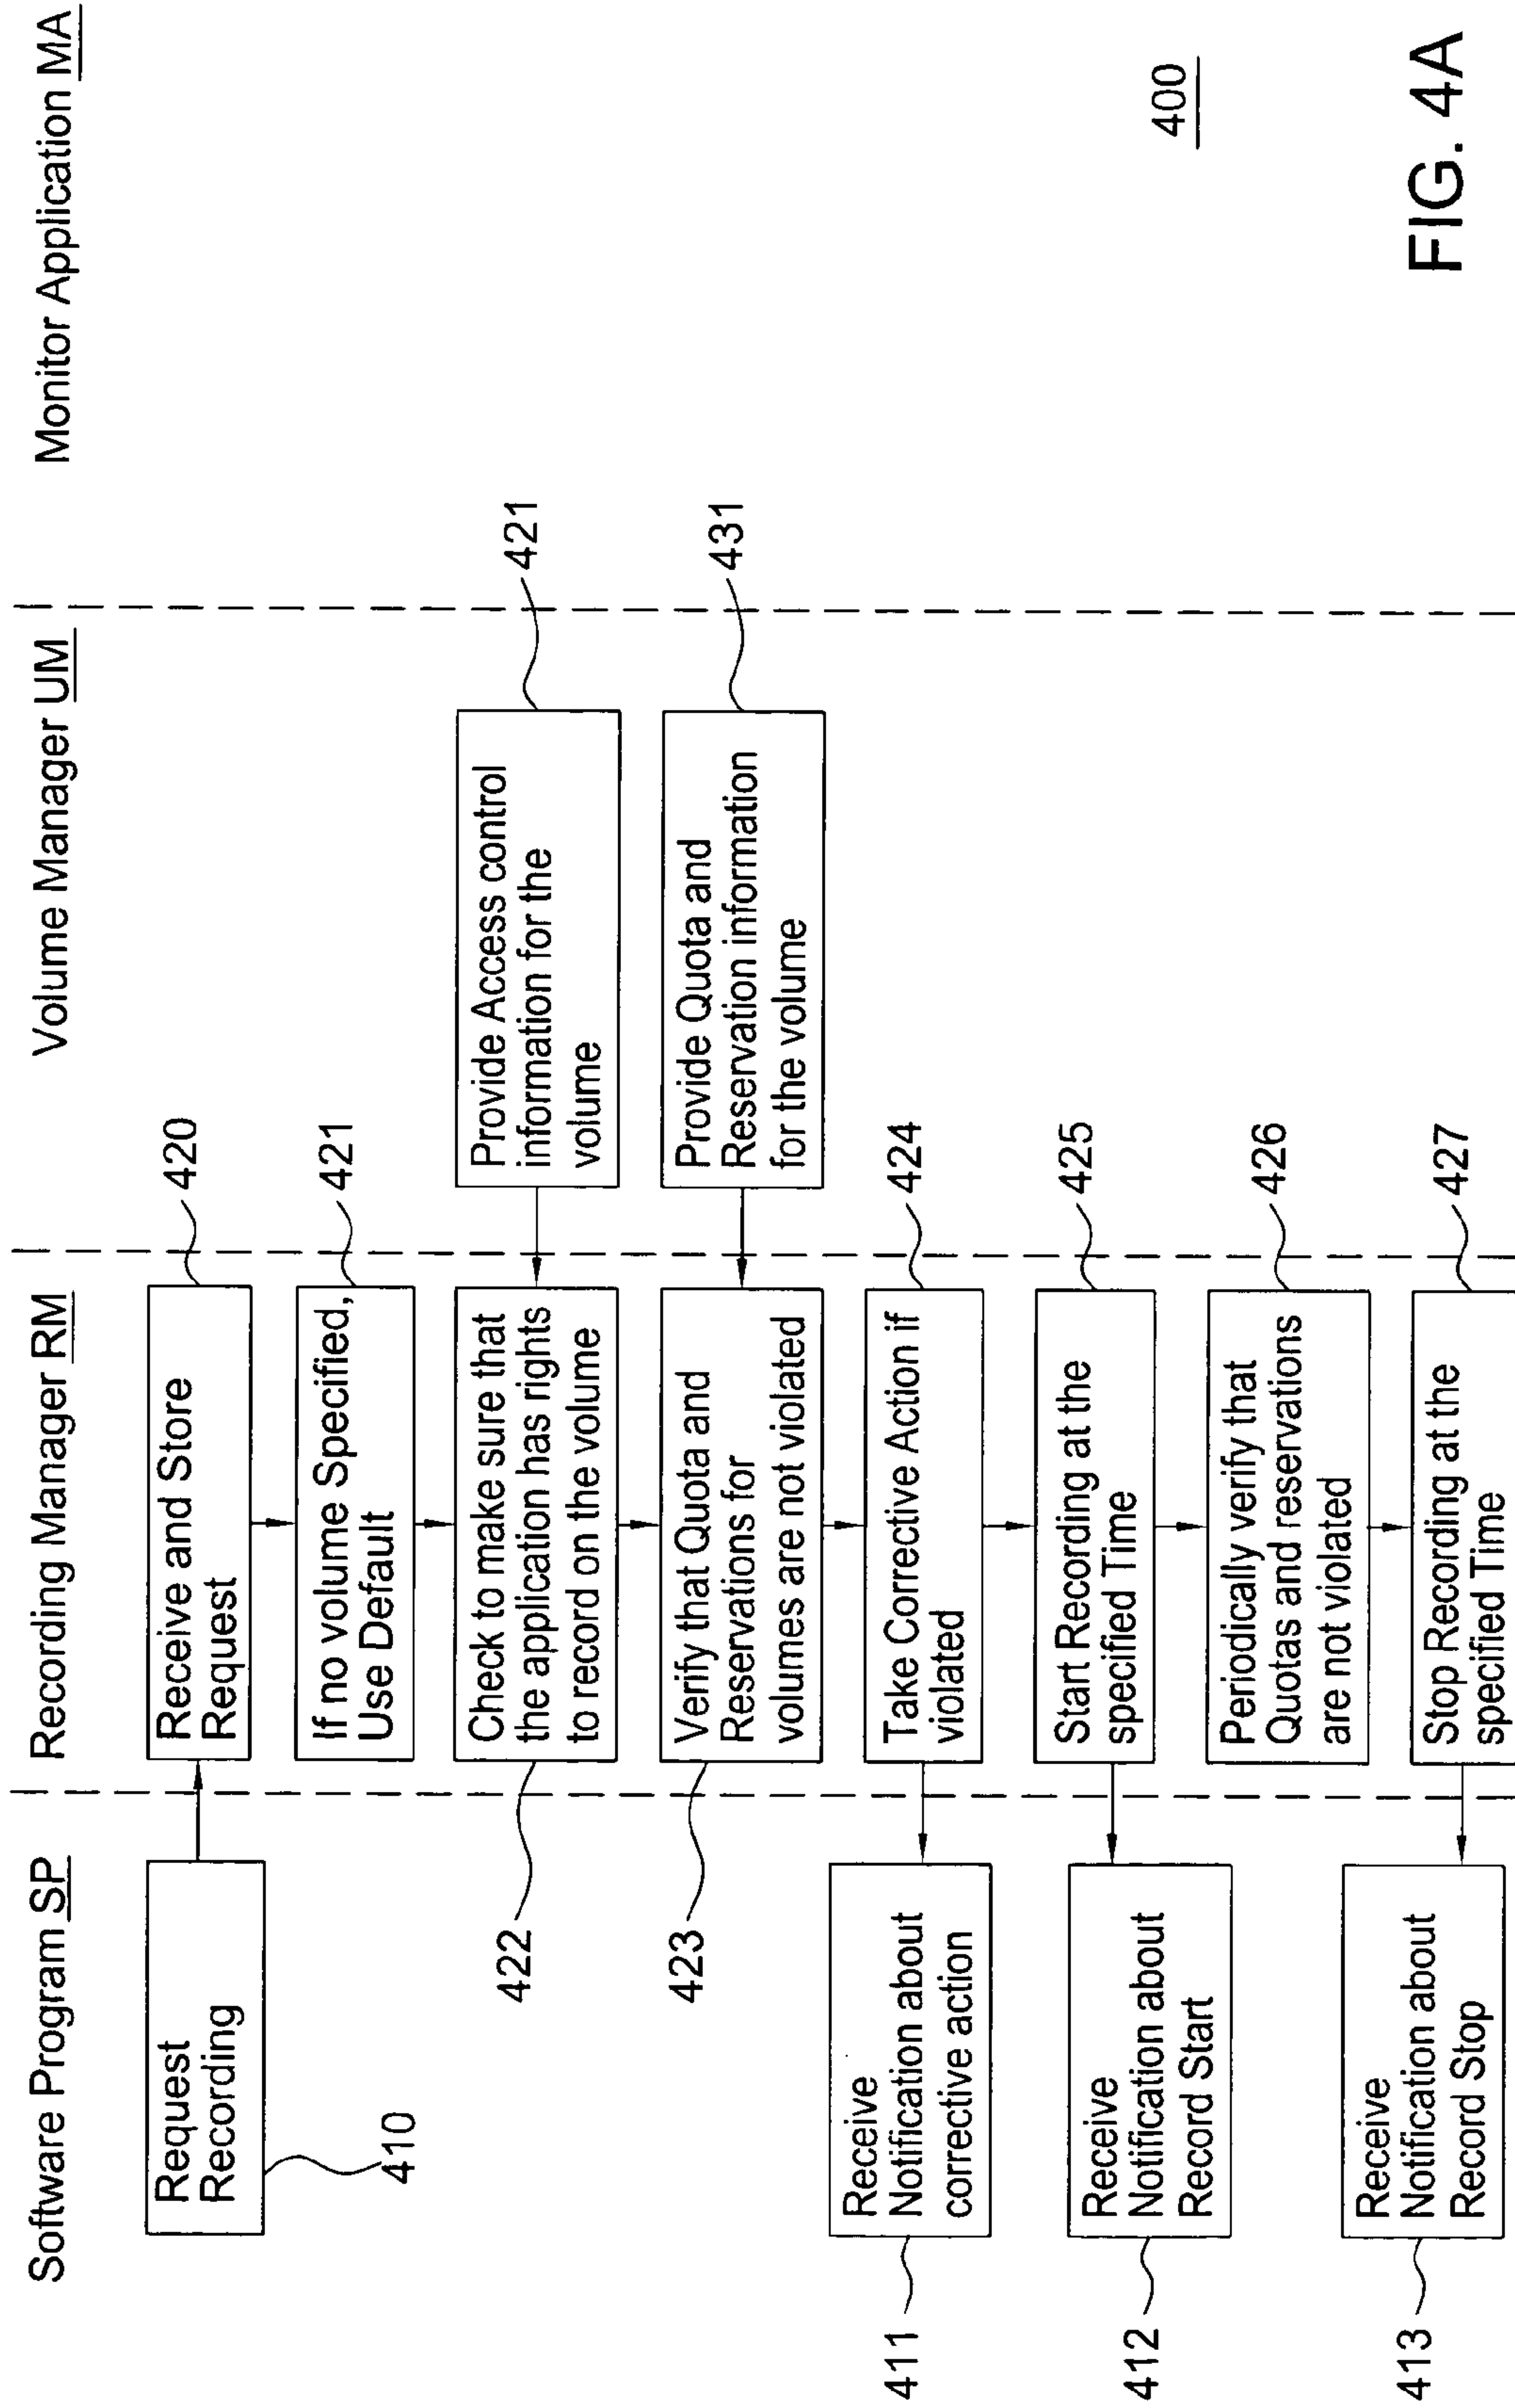 Software Program SP
Recording Manager RM
Volume Manager UM
Monitor Application MA
Request
Recording
410
Receive and Store
Request
420
If no volume Specified,
Use Default
421
Check to make sure that
the application has rights
to record on the volume
422
Provide Access control
information for the
volume
421
Verify that Quota and
Reservations for
volumes are not violated
423
Provide Quota and
Reservation information
for the volume
431
Take Corrective Action if
violated
424
Receive
Notification about
corrective action
411
Start Recording at the
specified Time
425
Receive
Notification about
Record Start
412
Periodically verify that
Quotas and reservations
are not violated
426
Stop Recording at the
specified Time
427
Receive
Notification about
Record Stop
413
400
FIG. 4A